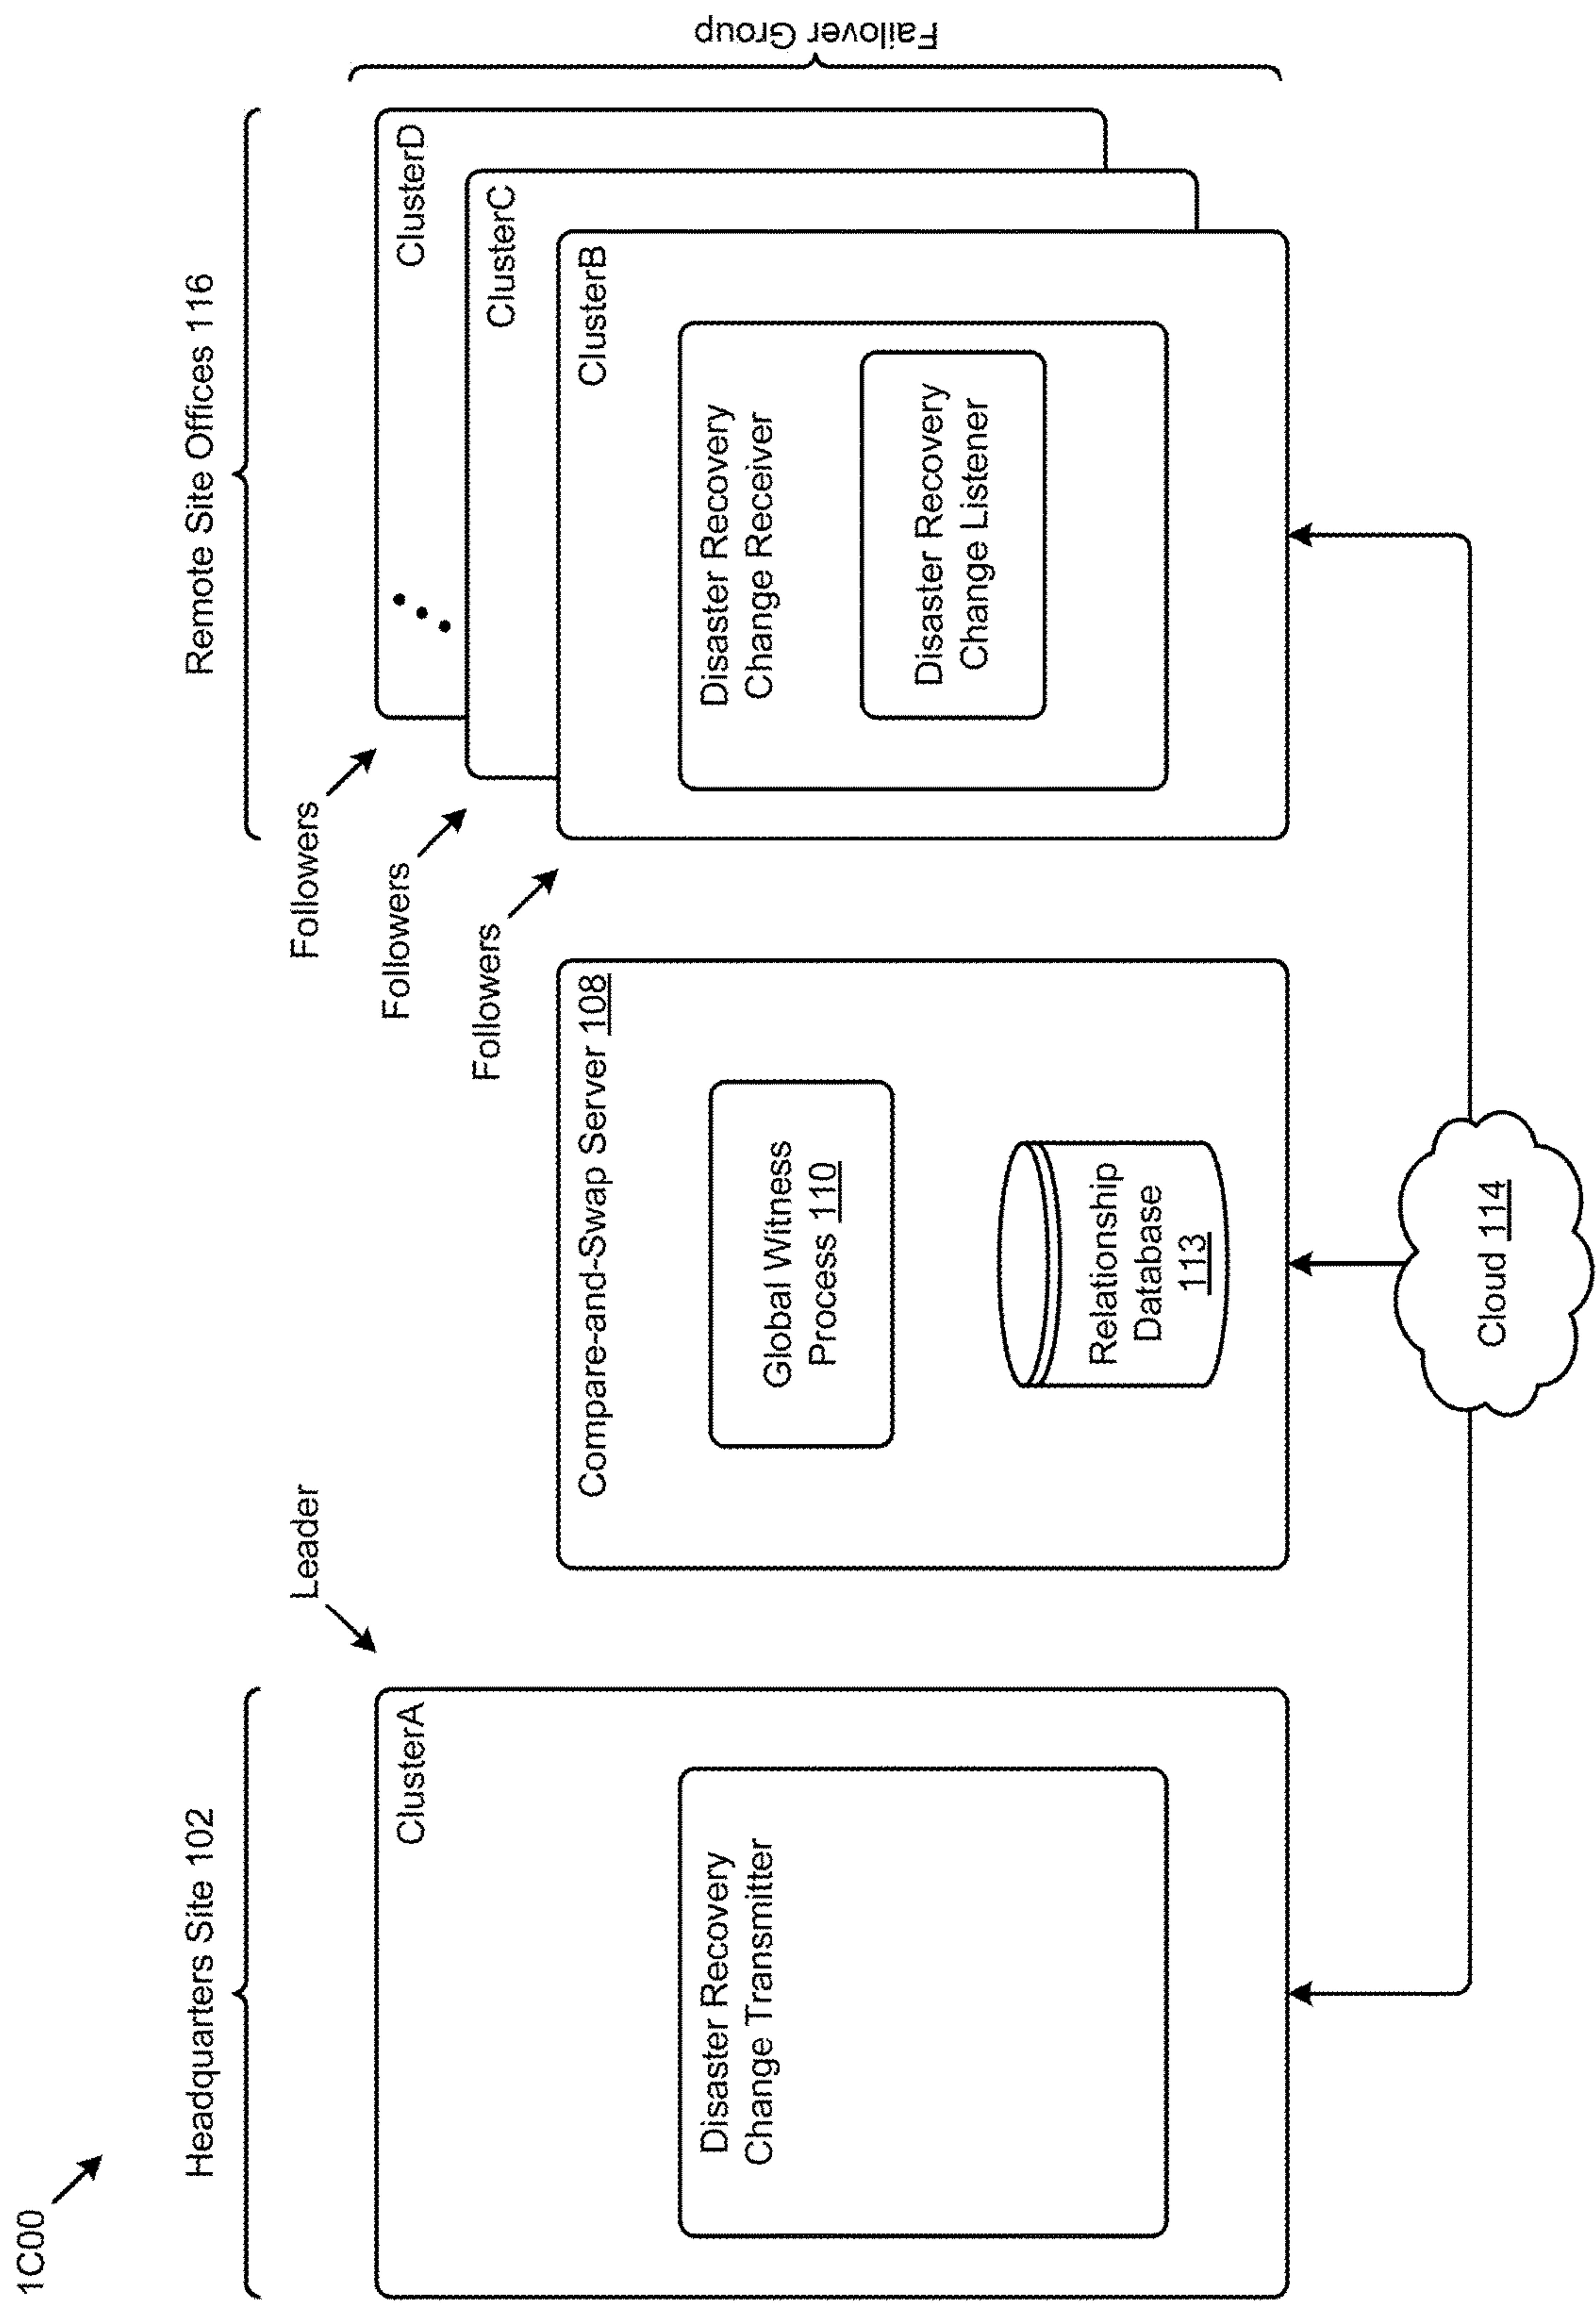 1C00
Headquarters Site 102
Remote Site Offices 116
Leader
Followers
Followers
Followers
ClusterA
Disaster Recovery
Change Transmitter
Compare-and-Swap Server 108
Global Witness
Process 110
Relationship
Database
113
ClusterD
ClusterC
ClusterB
Disaster Recovery
Change Receiver
Disaster Recovery
Change Listener
Failover Group
Cloud 114